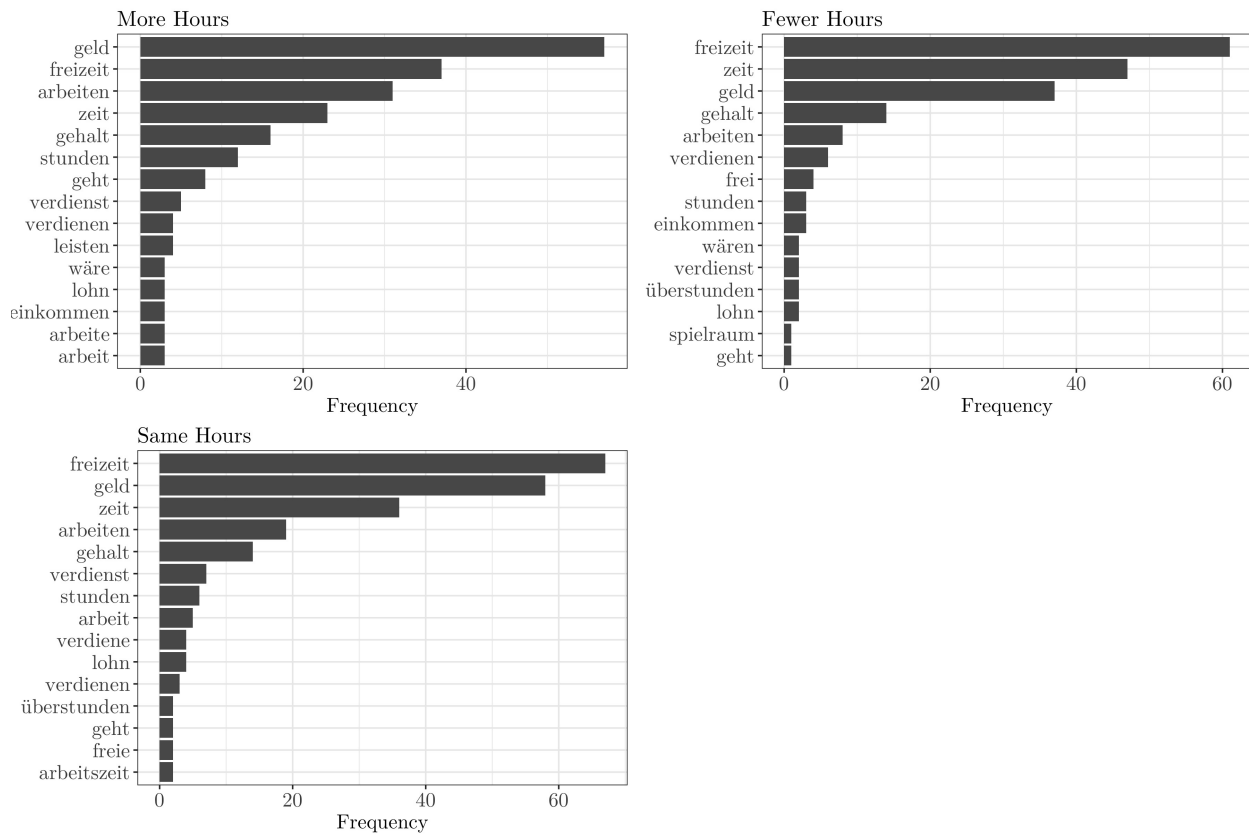 More Hours
geld
freizeit
arbeiten
zeit
gehalt
stunden
geht
verdienst
verdienen
leisten
wäre
lohn
einkommen
arbeite
arbeit
0 20 40
Frequency
Fewer Hours
freizeit
zeit
geld
gehalt
arbeiten
verdienen
frei
stunden
einkommen
wären
verdienst
überstunden
lohn
spielraum
geht
0 20 40 60
Frequency
Same Hours
freizeit
geld
zeit
arbeiten
gehalt
verdienst
stunden
arbeit
verdiene
lohn
verdienen
überstunden
geht
freie
arbeitszeit
0 20 40 60
Frequency